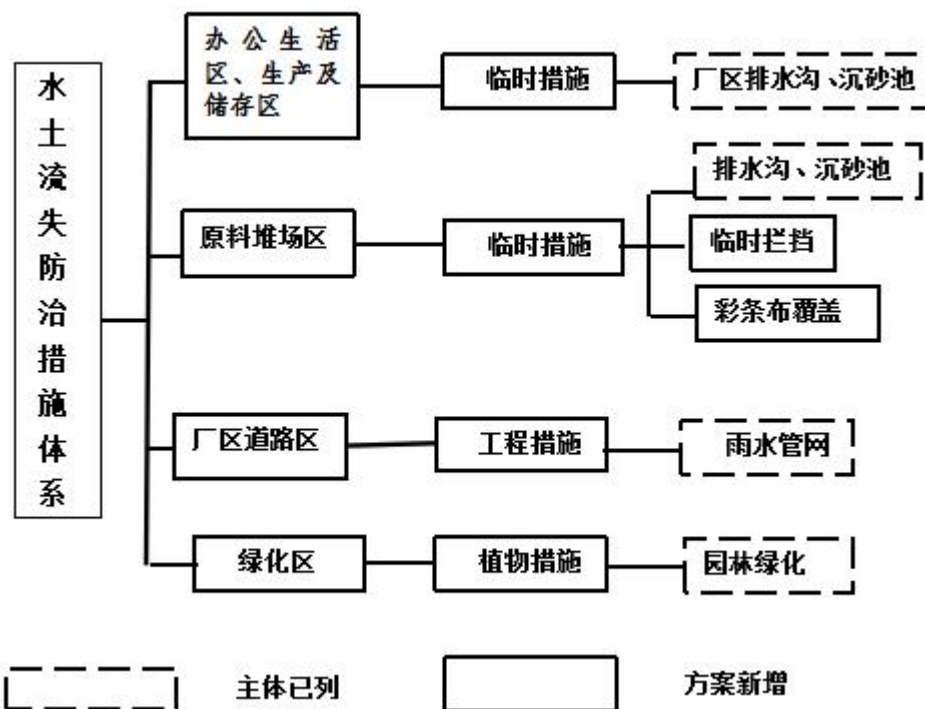 水土流失防治措施体系
办公生活
区、生产及
储存区
临时措施
厂区排水沟、沉砂池
原料堆场区
临时措施
排水沟、沉砂池
临时拦挡
彩条布覆盖
厂区道路区
工程措施
雨水管网
绿化区
植物措施
园林绿化
主体已列
方案新增